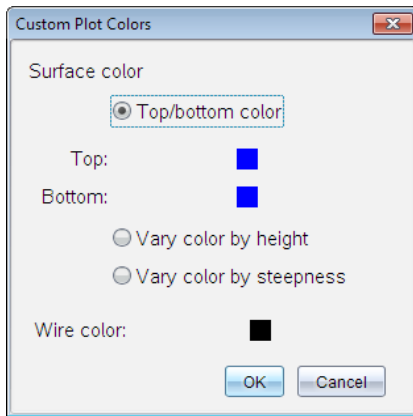 Custom Plot Colors
Surface color
Top/bottom color
Top:
Bottom:
Vary color by height
Vary color by steepness
Wire color:
OK Cancel